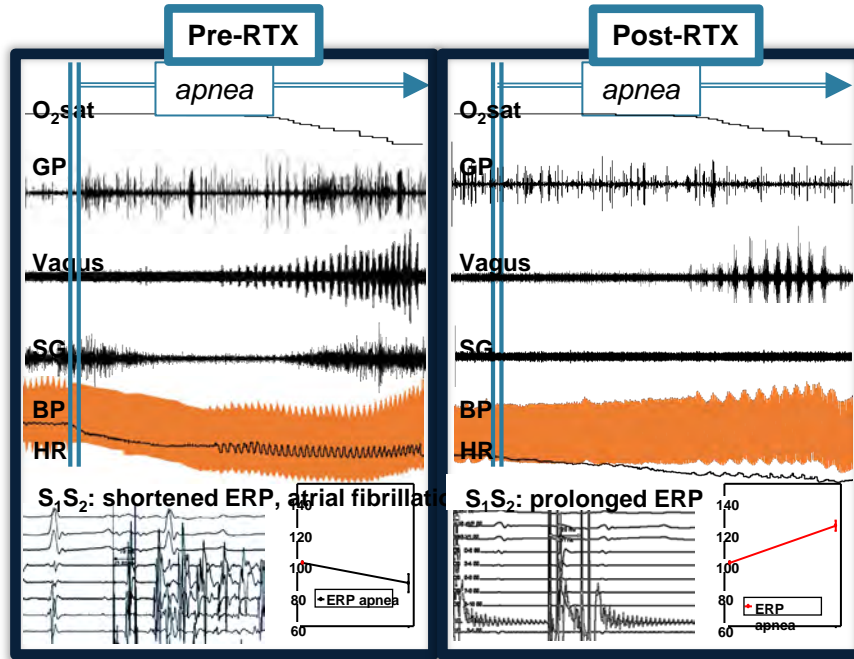 Pre-RTX
apnea
O₂sat
GP
Vagus
SG
BP
HR
S₁S₂: shortened ERP, atrial fibrillatio
140
120
100
80
60
ERP apnea
Post-RTX
apnea
O₂sat
GP
Vagus
SG
BP
HR
S₁S₂: prolonged ERP
140
120
100
80
60
ERP
apnea